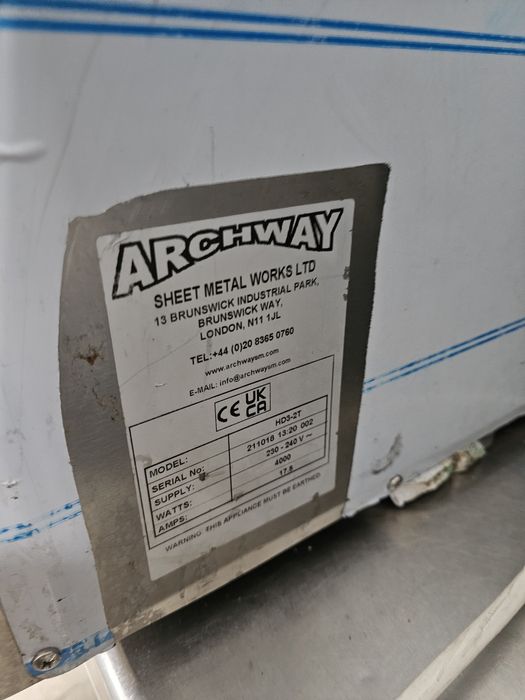 ARCHWAY
SHEET METAL WORKS LTD
13 BRUNSWICK INDUSTRIAL PARK,
BRUNSWICK WAY,
LONDON, N11 1JL
TEL:+44 (0)20 8365 0760
www.archwaysm.com
E-MAIL: info@archwaysm.com
CE UK CA
MODEL: HD3-2T
SERIAL No: 211018 13:20 002
SUPPLY: 230 - 240 V ~
WATTS: 4000
AMPS: 17.8
WARNING: THIS APPLIANCE MUST BE EARTHED.